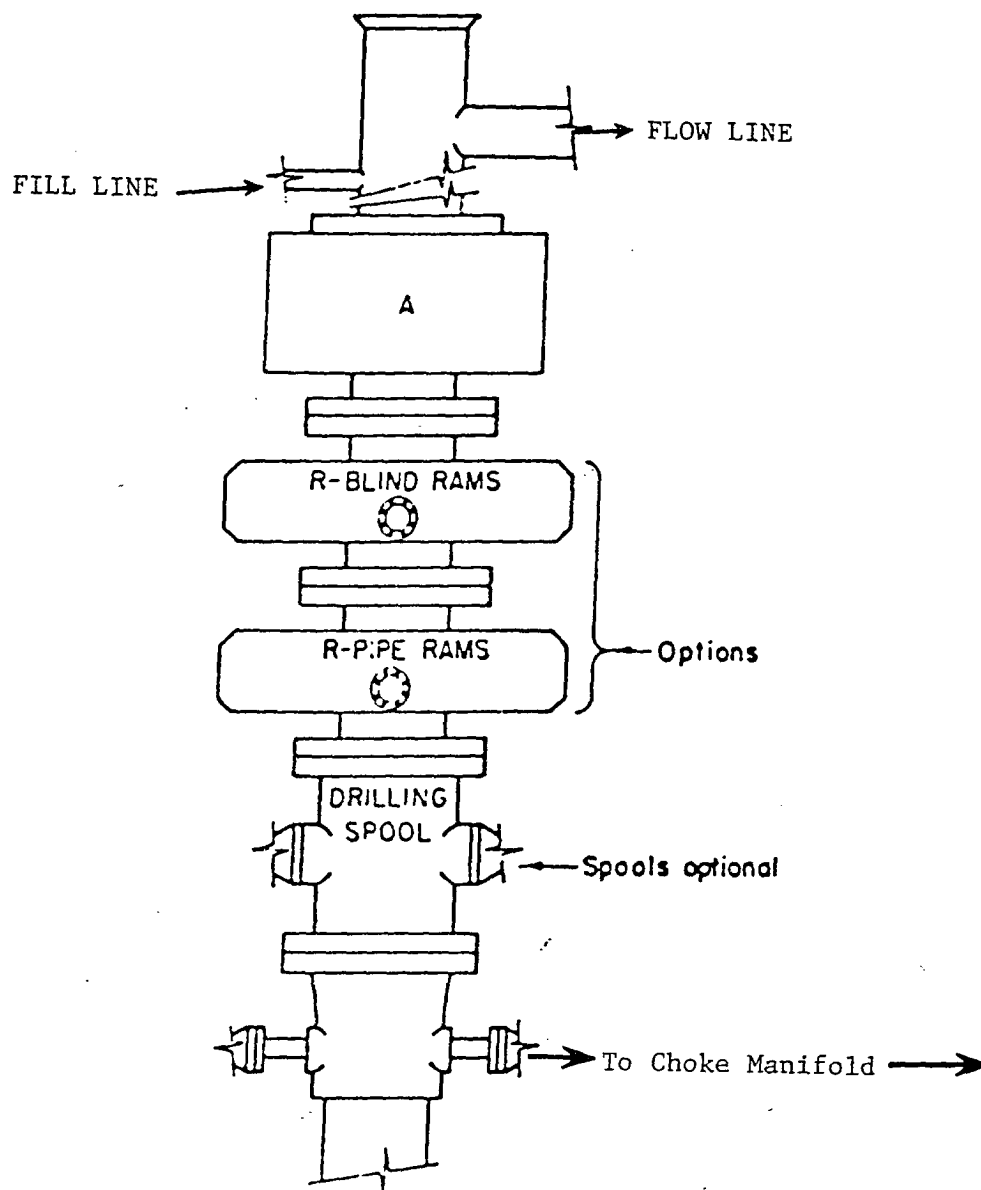 FLOW LINE
FILL LINE
A
R-BLIND RAMS
R-PIPE RAMS
Options
DRILLING
SPOOL
Spools optional
To Choke Manifold